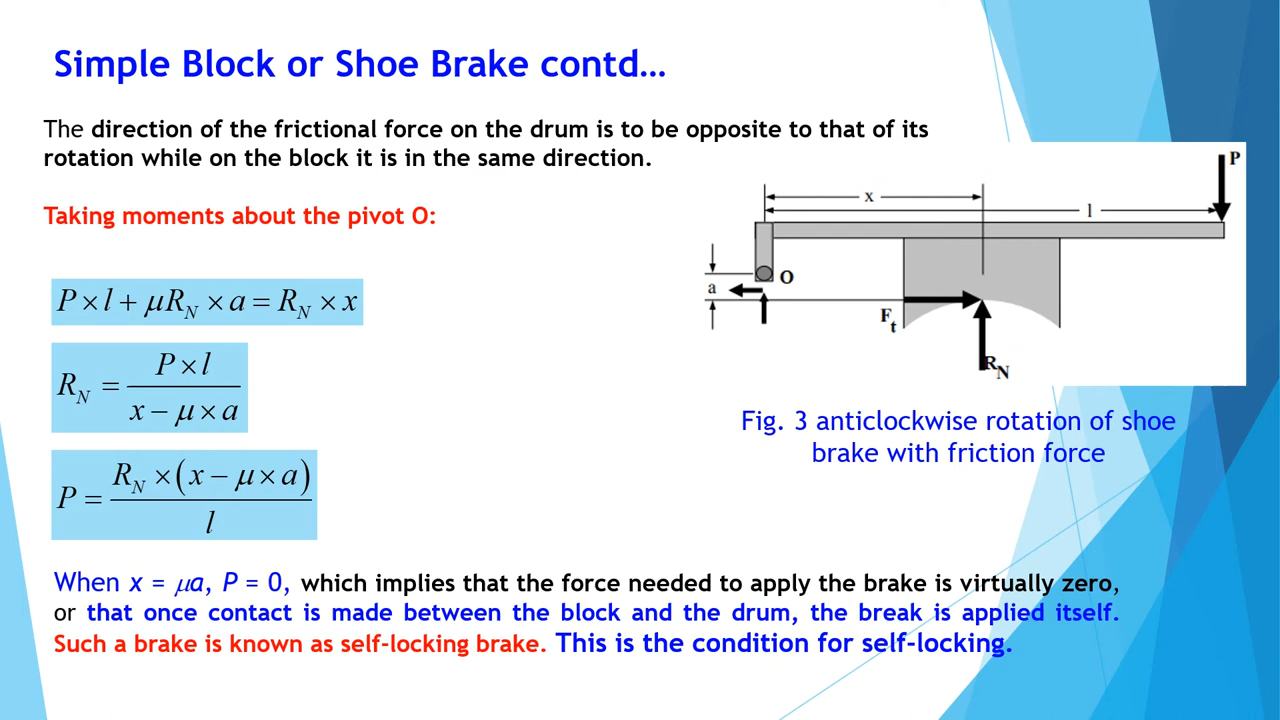 Simple Block or Shoe Brake contd…
The direction of the frictional force on the drum is to be opposite to that of its
rotation while on the block it is in the same direction.
Taking moments about the pivot O:
P × l + μR_N × a = R_N × x
R_N = (P × l) / (x − μ × a)
P = (R_N × (x − μ × a)) / l
P
x
l
O
a
F_t
R_N
Fig. 3 anticlockwise rotation of shoe
brake with friction force
When x = μa, P = 0, which implies that the force needed to apply the brake is virtually zero,
or that once contact is made between the block and the drum, the break is applied itself.
Such a brake is known as self-locking brake. This is the condition for self-locking.